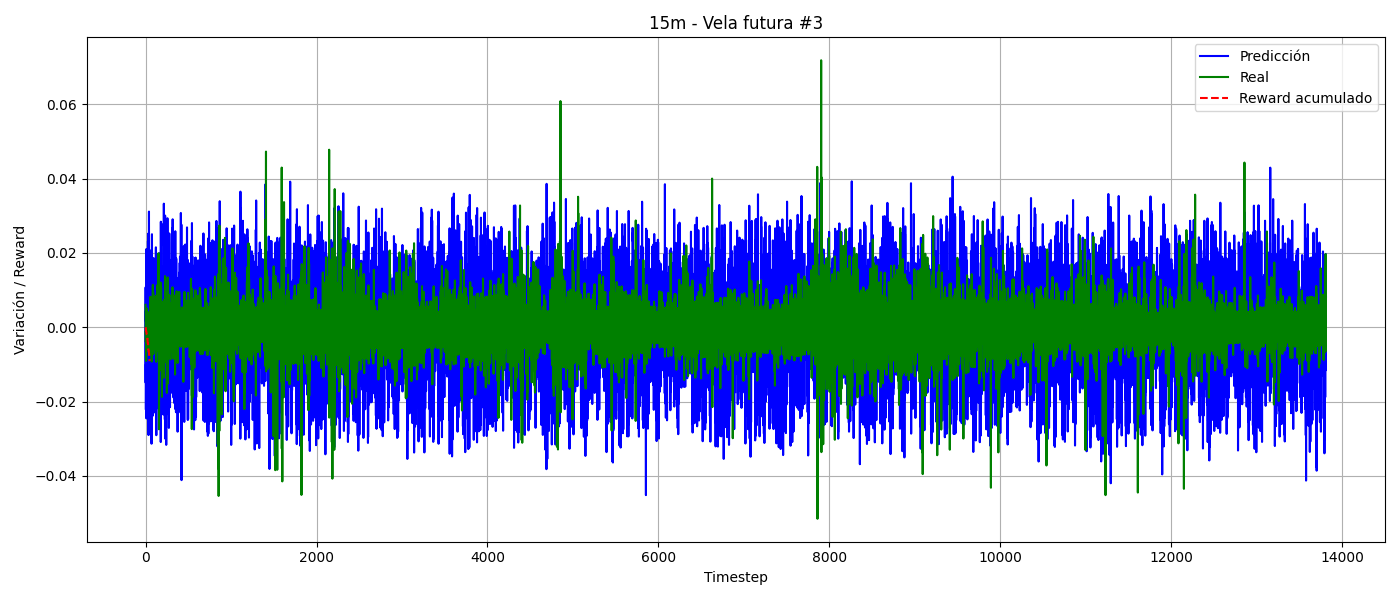 15m - Vela futura #3
Predicción
Real
Reward acumulado
Variación / Reward
0.06
0.04
0.02
0.00
−0.02
−0.04
0 2000 4000 6000 8000 10000 12000 14000
Timestep